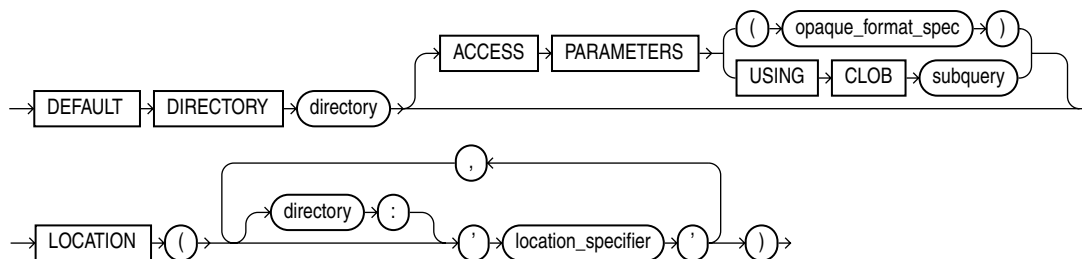 ( opaque_format_spec )
ACCESS PARAMETERS
USING CLOB subquery
DEFAULT DIRECTORY directory
,
directory :
LOCATION ( ' location_specifier ' )